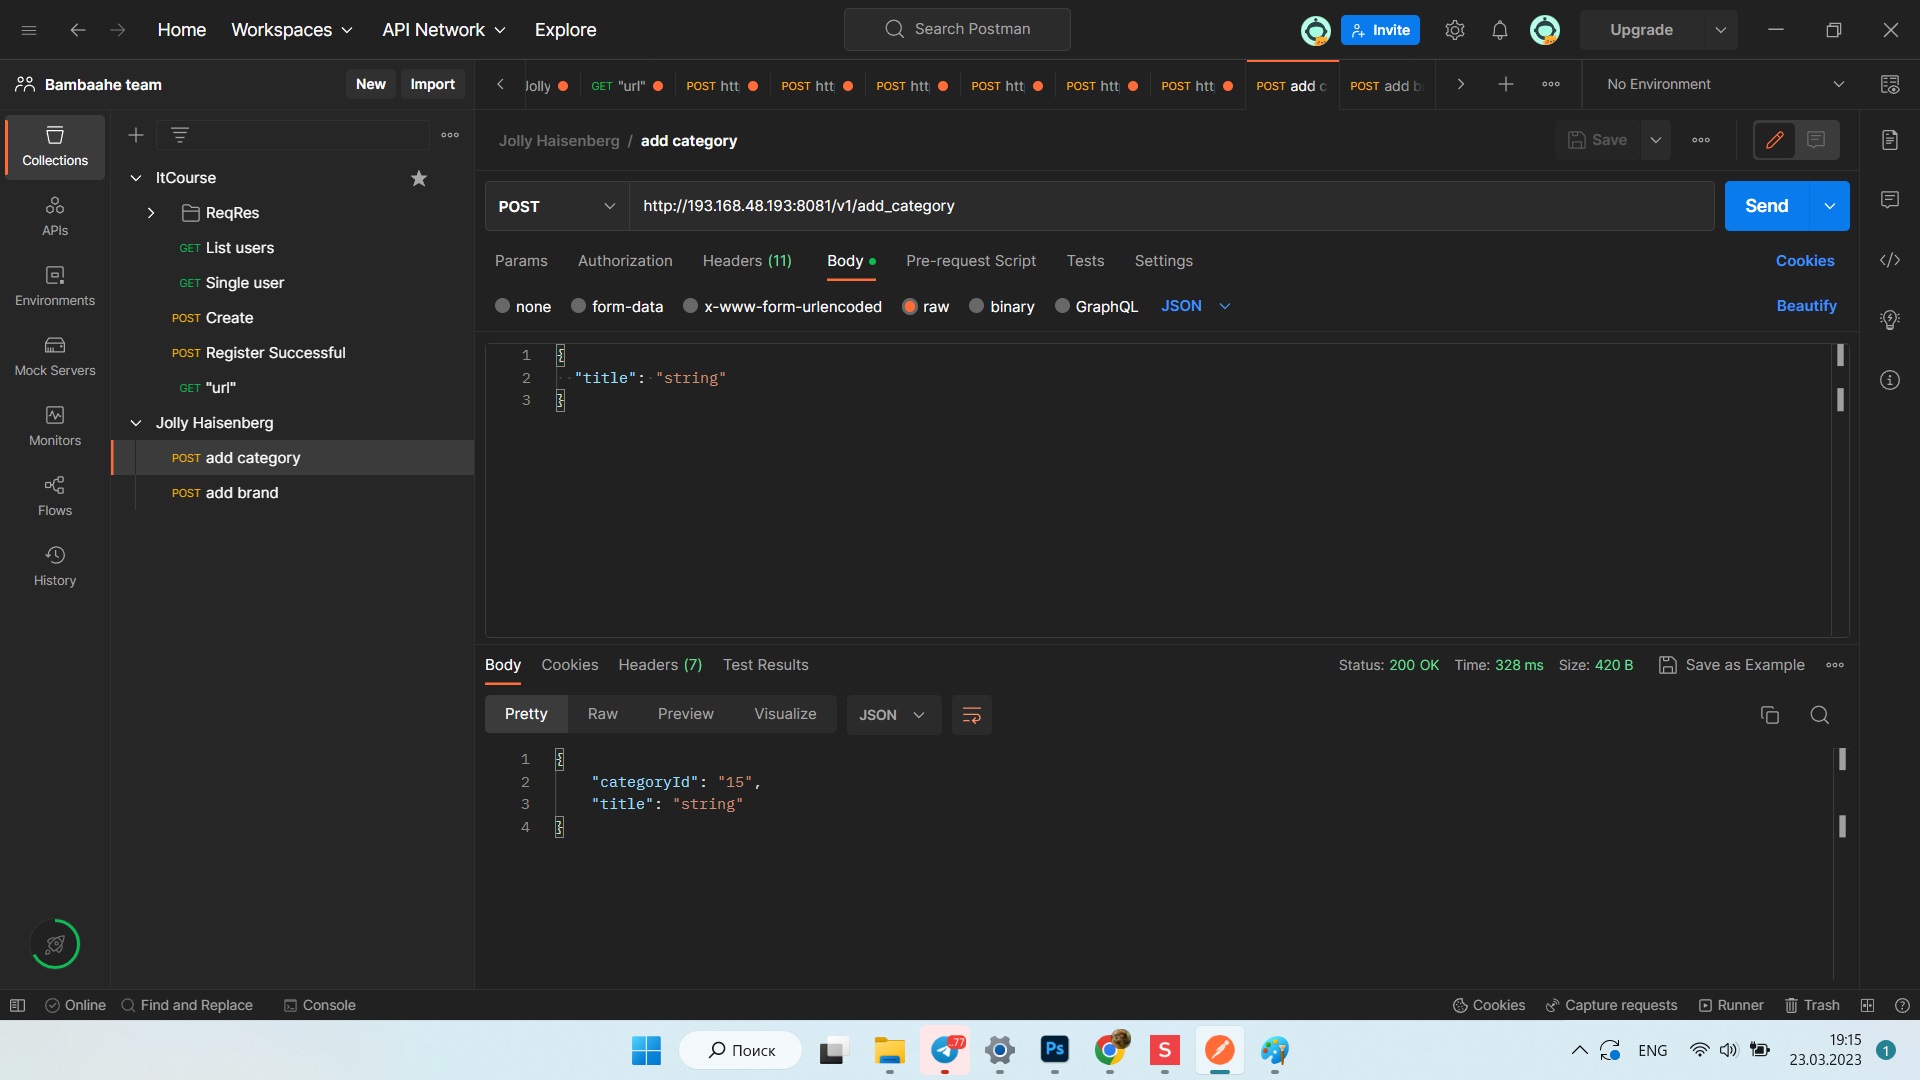 Home Workspaces API Network Explore Search Postman Invite Upgrade
Bambaahe team New Import Jolly GET "url" POST htt POST htt POST htt POST htt POST htt POST htt POST add c POST add b No Environment
Collections
APIs
Environments
Mock Servers
Monitors
Flows
History
ItCourse
ReqRes
GET List users
GET Single user
POST Create
POST Register Successful
GET "url"
Jolly Haisenberg
POST add category
POST add brand
Jolly Haisenberg / add category Save
POST http://193.168.48.193:8081/v1/add_category Send
Params Authorization Headers (11) Body Pre-request Script Tests Settings Cookies
none form-data x-www-form-urlencoded raw binary GraphQL JSON Beautify
1 {
2 "title": "string"
3 }
Body Cookies Headers (7) Test Results Status: 200 OK Time: 328 ms Size: 420 B Save as Example
Pretty Raw Preview Visualize JSON
1 {
2 "categoryId": "15",
3 "title": "string"
4 }
Online Find and Replace Console Cookies Capture requests Runner Trash
Поиск 77 Ps S ENG 19:15 1
23.03.2023